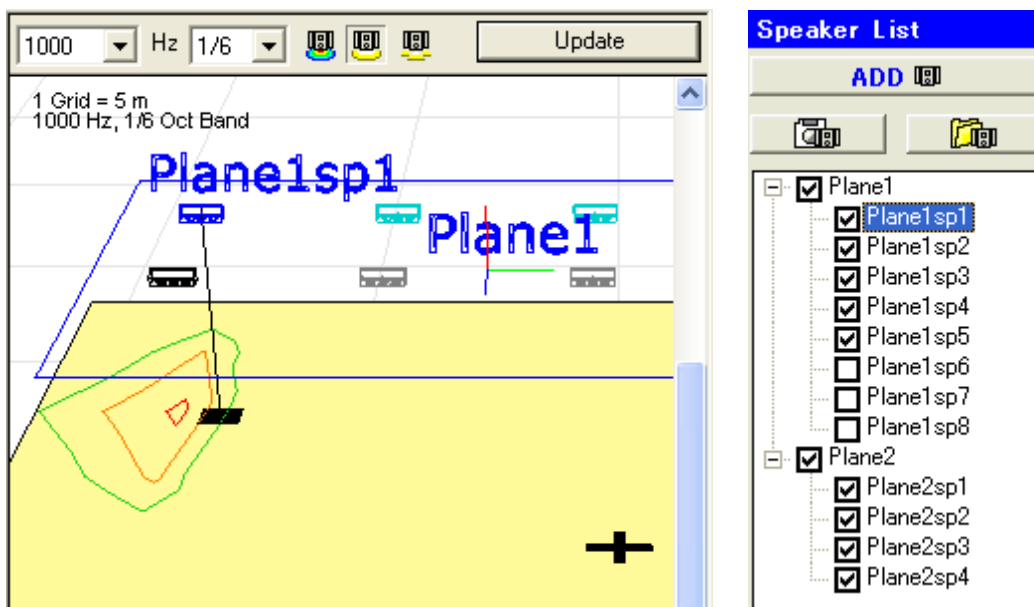 1000 Hz 1/6 Update
1 Grid = 5 m
1000 Hz, 1/6 Oct Band
Plane1sp1
Plane1
Speaker List
ADD
Plane1
Plane1sp1
Plane1sp2
Plane1sp3
Plane1sp4
Plane1sp5
Plane1sp6
Plane1sp7
Plane1sp8
Plane2
Plane2sp1
Plane2sp2
Plane2sp3
Plane2sp4